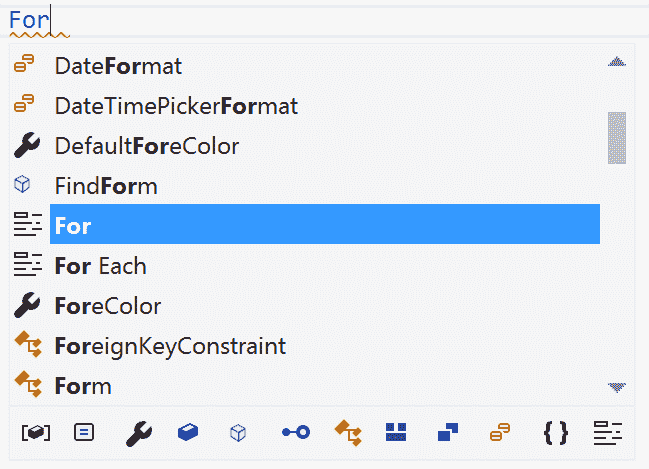 For
DateFormat
DateTimePickerFormat
DefaultForeColor
FindForm
For
For Each
ForeColor
ForeignKeyConstraint
Form